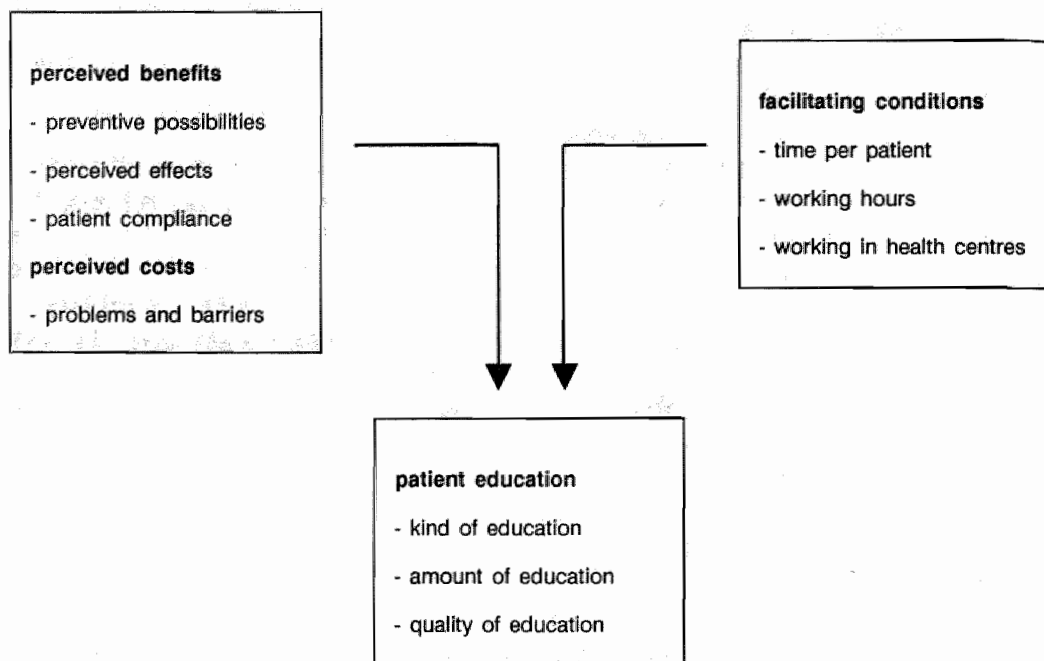 perceived benefits
- preventive possibilities
- perceived effects
- patient compliance
perceived costs
- problems and barriers
facilitating conditions
- time per patient
- working hours
- working in health centres
patient education
- kind of education
- amount of education
- quality of education